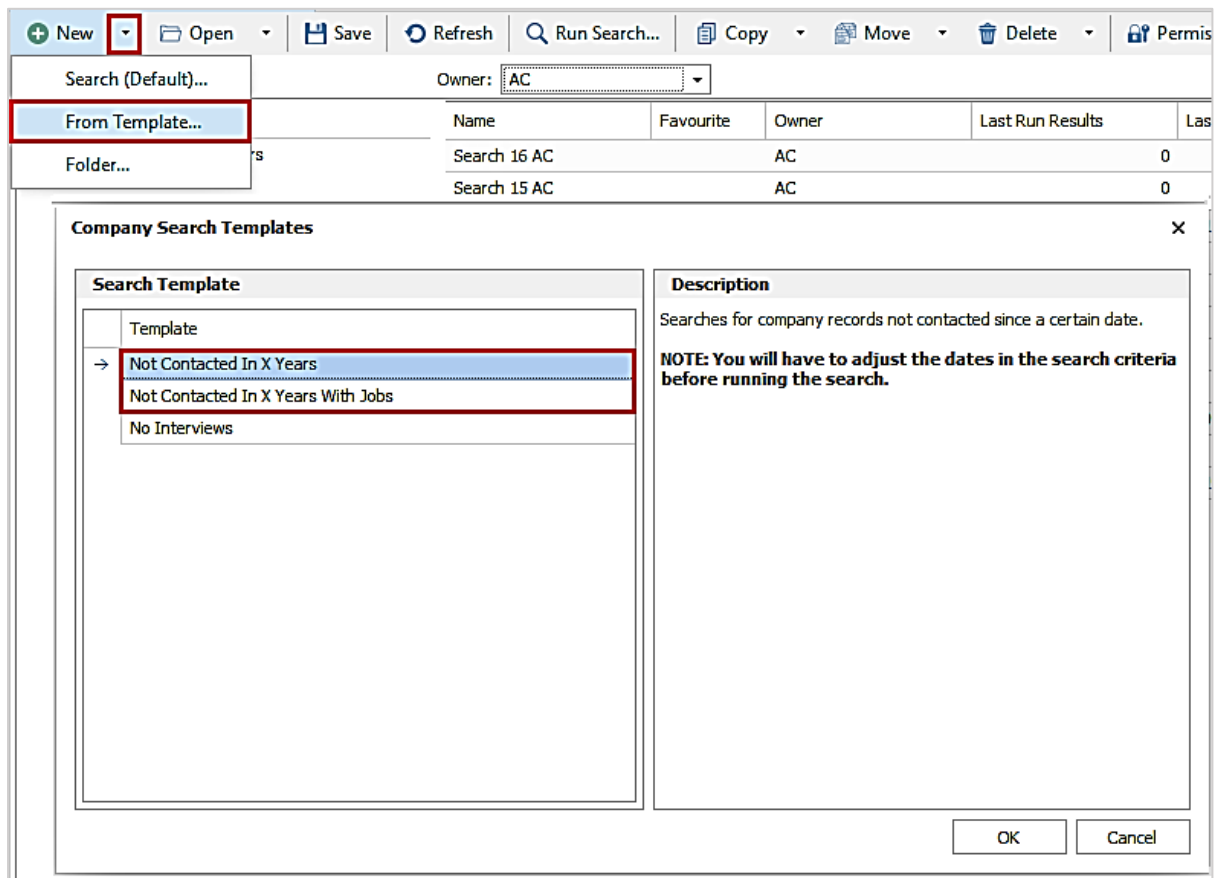 New Open Save Refresh Run Search... Copy Move Delete
Search (Default)... Owner: AC
From Template... Name Favourite Owner Last Run Results Las
Folder... Search 16 AC AC 0
Search 15 AC AC 0
Company Search Templates
Search Template Description
Template Searches for company records not contacted since a certain date.
Not Contacted In X Years NOTE: You will have to adjust the dates in the search criteria
before running the search.
Not Contacted In X Years With Jobs
No Interviews
OK Cancel